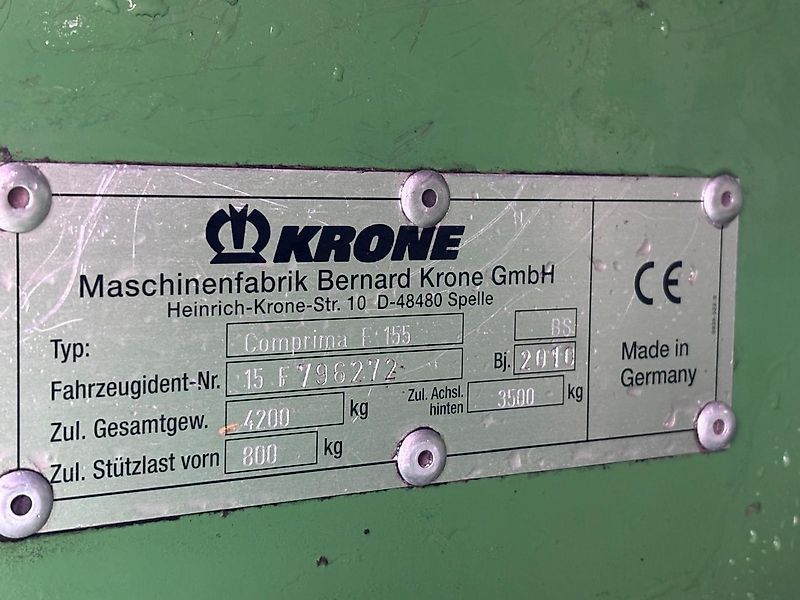 KRONE
Maschinenfabrik Bernard Krone GmbH
Heinrich-Krone-Str. 10 D-48480 Spelle
Typ: Comprima F 155 BS.
Fahrzeugident-Nr. 15 F 796272 Bj. 2010
Zul. Gesamtgew. 4200 kg Zul. Achsl. hinten 3500 kg
Zul. Stützlast vorn 800 kg
CE
Made in
Germany